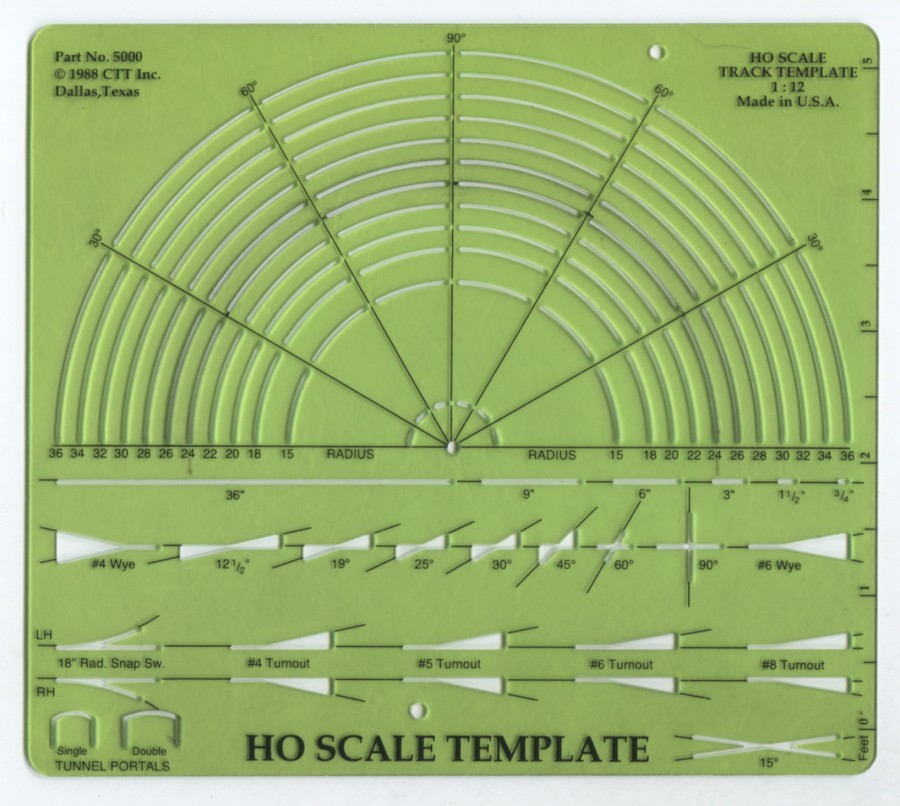 Part No. 5000
© 1988 CTT Inc.
Dallas,Texas
HO SCALE
TRACK TEMPLATE
1 : 12
Made in U.S.A.
90°
60°
60°
30°
30°
5
4
3
2
1
Feet 0
36 34 32 30 28 26 24 22 20 18 15 RADIUS RADIUS 15 18 20 22 24 26 28 30 32 34 36
36" 9" 6" 3" 1 1/2" 3/4"
#4 Wye 12 1/2° 19° 25° 30° 45° 60° 90° #6 Wye
LH
18" Rad. Snap Sw. #4 Turnout #5 Turnout #6 Turnout #8 Turnout
RH
Single Double
TUNNEL PORTALS
HO SCALE TEMPLATE
15°